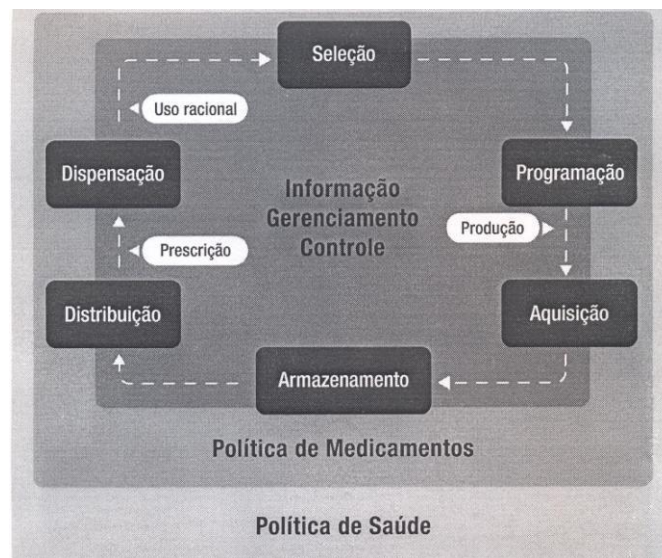 Seleção
Uso racional
Dispensação
Programação
Informação
Gerenciamento
Controle
Produção
Prescrição
Distribuição
Aquisição
Armazenamento
Política de Medicamentos
Política de Saúde